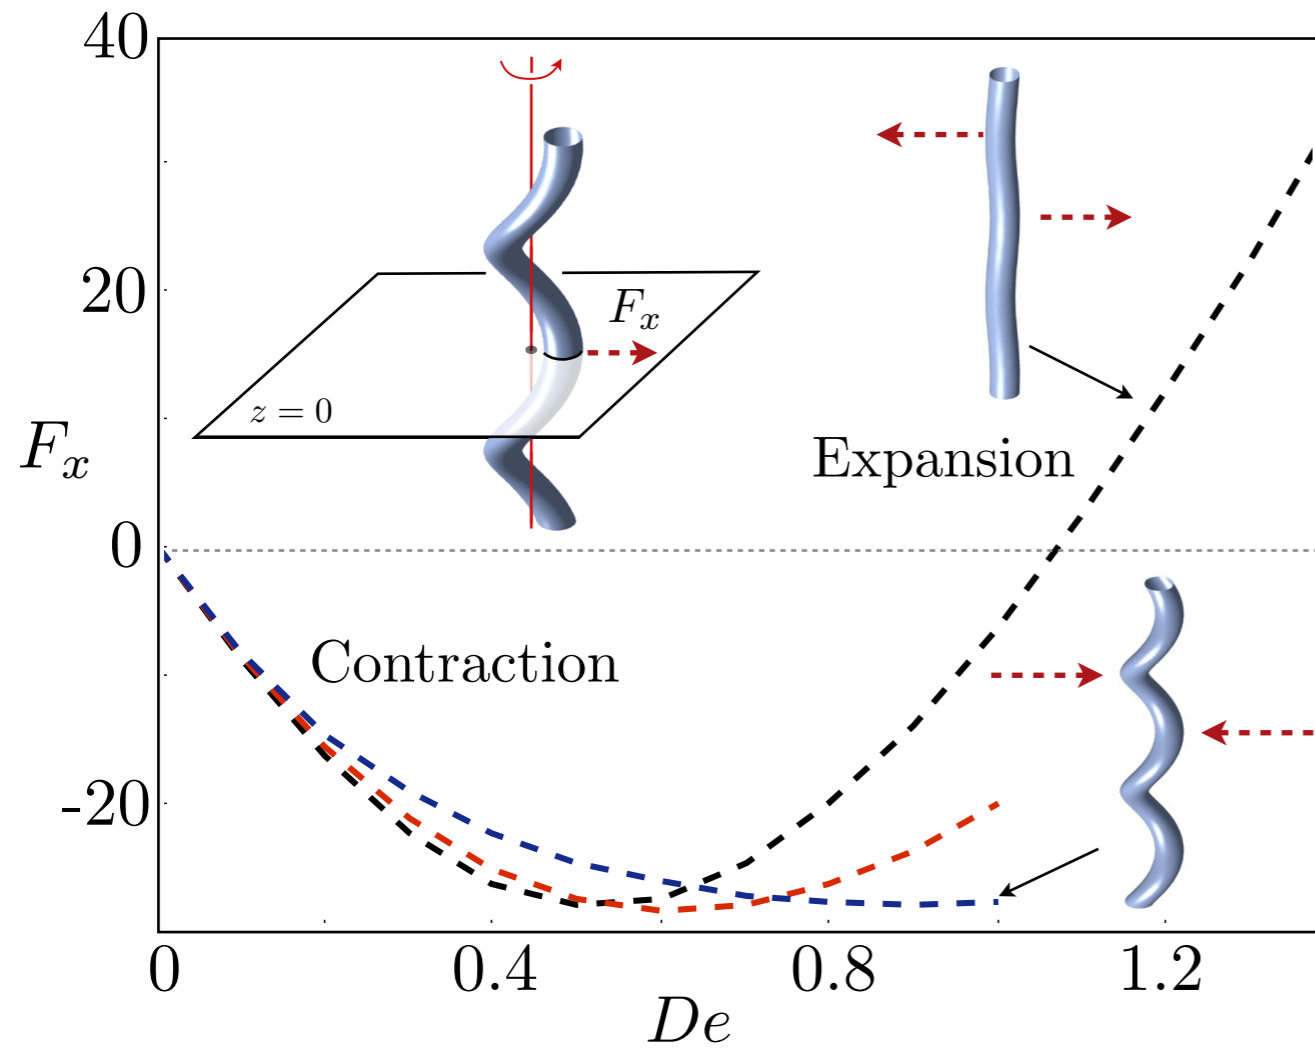 40
20
F_x
z = 0
F_x
Expansion
0
Contraction
-20
0 0.4 0.8 1.2
De